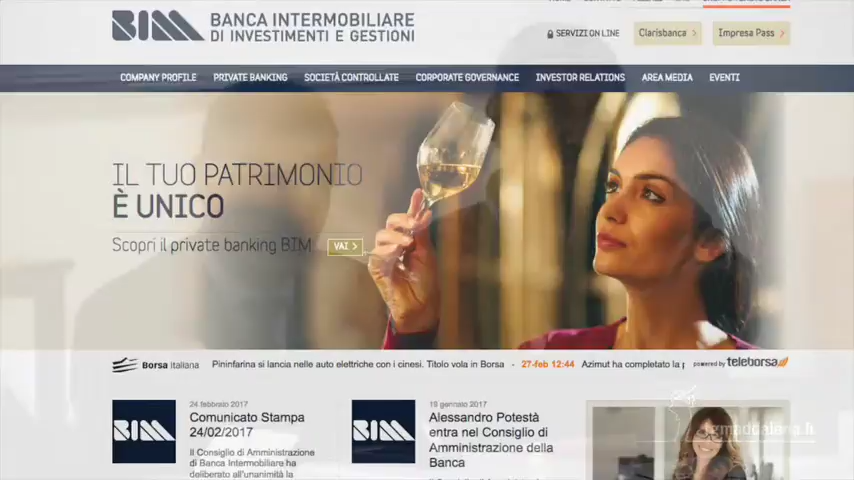 BIM BANCA INTERMOBILIARE
DI INVESTIMENTI E GESTIONI
SERVIZI ON LINE
Clarisbanca >
Impresa Pass >
COMPANY PROFILE PRIVATE BANKING SOCIETÀ CONTROLLATE CORPORATE GOVERNANCE INVESTOR RELATIONS AREA MEDIA EVENTI
IL TUO PATRIMONIO
È UNICO
Scopri il private banking BIM VAI >
Borsa Italiana Pininfarina si lancia nelle auto elettriche con i cinesi. Titolo vola in Borsa - 27-feb 12:44 Azimut ha completato la powered by teleborsa
24 febbraio 2017
BIM
Comunicato Stampa
24/02/2017
Il Consiglio di Amministrazione
di Banca Intermobiliare ha
deliberato all'unanimità la
BIM
Alessandro Potestà
entra nel Consiglio di
Amministrazione della
Banca